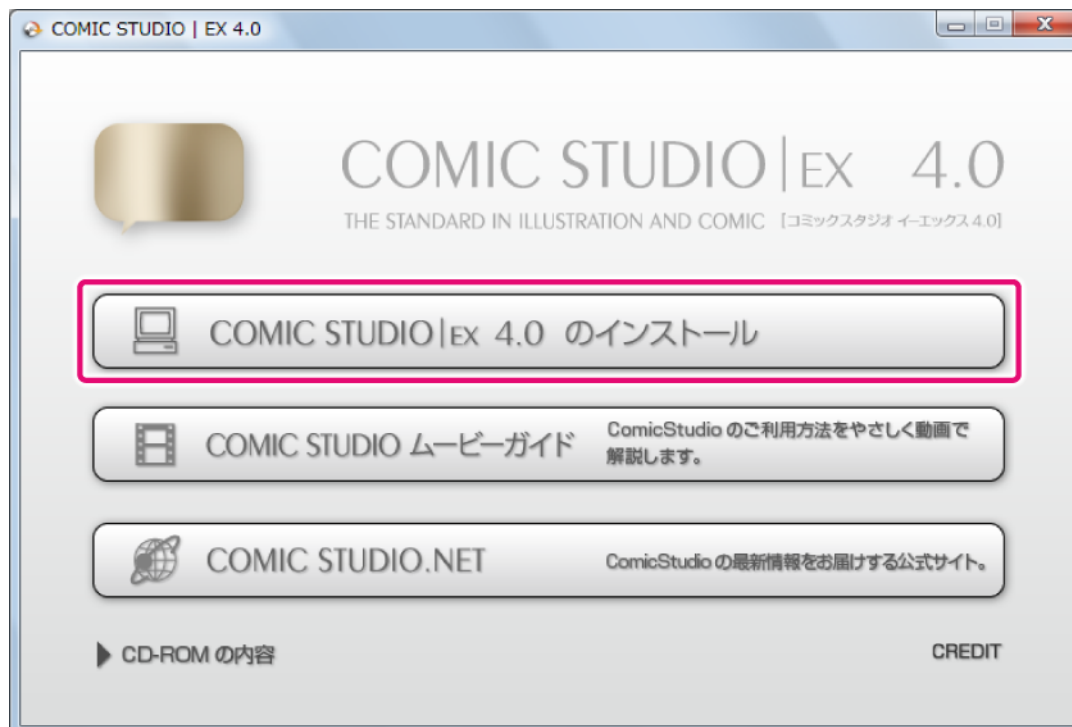 COMIC STUDIO | EX 4.0
COMIC STUDIO|EX 4.0
THE STANDARD IN ILLUSTRATION AND COMIC [コミックスタジオ イーエックス 4.0]
COMIC STUDIO|EX 4.0 のインストール
COMIC STUDIO ムービーガイド
ComicStudio のご利用方法をやさしく動画で
解説します。
COMIC STUDIO.NET
ComicStudio の最新情報をお届けする公式サイト。
CD-ROM の内容
CREDIT